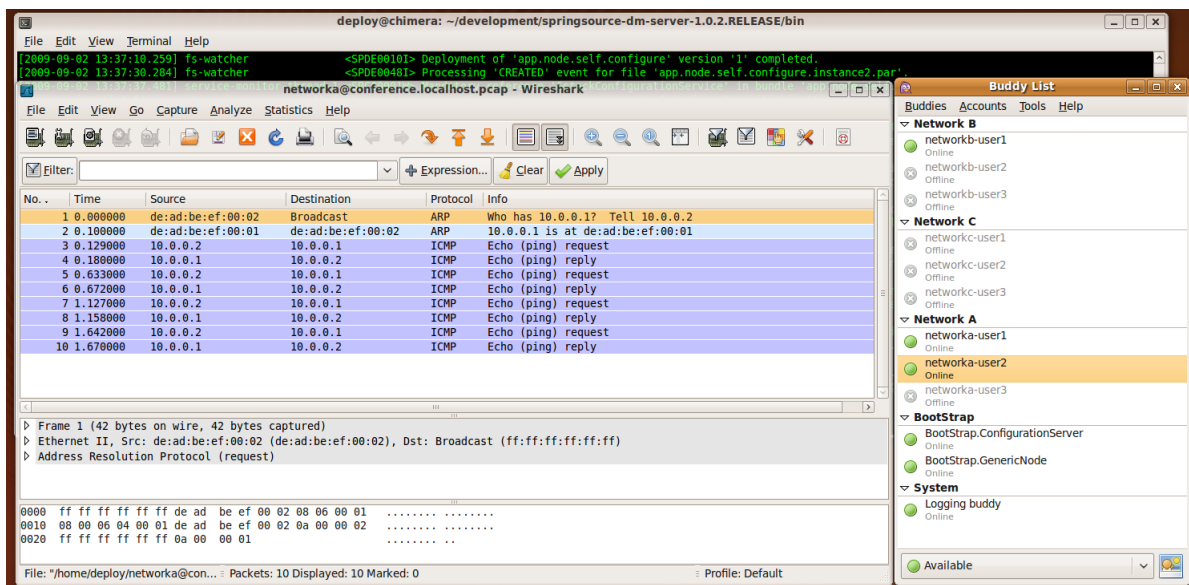 deploy@chimera: ~/development/springsource-dm-server-1.0.2.RELEASE/bin
File Edit View Terminal Help
[2009-09-02 13:37:10.259] fs-watcher <SPDE0010I> Deployment of 'app.node.self.configure' version '1' completed.
[2009-09-02 13:37:30.284] fs-watcher <SPDE0048I> Processing 'CREATED' event for file 'app.node.self.configure.instance2.par'.
networka@conference.localhost.pcap - Wireshark
File Edit View Go Capture Analyze Statistics Help
Filter: Expression... Clear Apply
No. . Time Source Destination Protocol Info
1 0.000000 de:ad:be:ef:00:02 Broadcast ARP Who has 10.0.0.1? Tell 10.0.0.2
2 0.100000 de:ad:be:ef:00:01 de:ad:be:ef:00:02 ARP 10.0.0.1 is at de:ad:be:ef:00:01
3 0.129000 10.0.0.2 10.0.0.1 ICMP Echo (ping) request
4 0.180000 10.0.0.1 10.0.0.2 ICMP Echo (ping) reply
5 0.633000 10.0.0.2 10.0.0.1 ICMP Echo (ping) request
6 0.672000 10.0.0.1 10.0.0.2 ICMP Echo (ping) reply
7 1.127000 10.0.0.2 10.0.0.1 ICMP Echo (ping) request
8 1.158000 10.0.0.1 10.0.0.2 ICMP Echo (ping) reply
9 1.642000 10.0.0.2 10.0.0.1 ICMP Echo (ping) request
10 1.670000 10.0.0.1 10.0.0.2 ICMP Echo (ping) reply
Frame 1 (42 bytes on wire, 42 bytes captured)
Ethernet II, Src: de:ad:be:ef:00:02 (de:ad:be:ef:00:02), Dst: Broadcast (ff:ff:ff:ff:ff:ff)
Address Resolution Protocol (request)
0000 ff ff ff ff ff ff de ad be ef 00 02 08 06 00 01 ........ ........
0010 08 00 06 04 00 01 de ad be ef 00 02 0a 00 00 02 ........ ........
0020 ff ff ff ff ff ff 0a 00 00 01 ........ ..
File: "/home/deploy/networka@con... Packets: 10 Displayed: 10 Marked: 0 Profile: Default
Buddy List
Buddies Accounts Tools Help
Network B
networkb-user1
Online
networkb-user2
Offline
networkb-user3
Offline
Network C
networkc-user1
Offline
networkc-user2
Offline
networkc-user3
Offline
Network A
networka-user1
Online
networka-user2
Online
networka-user3
Offline
BootStrap
BootStrap.ConfigurationServer
Online
BootStrap.GenericNode
Online
System
Logging buddy
Online
Available